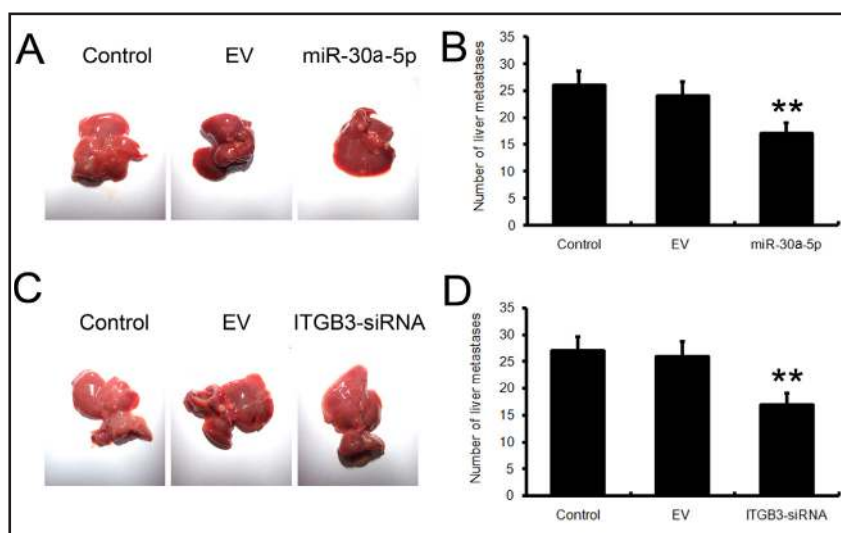 A
Control EV miR-30a-5p
B
Number of liver metastases
35
30
25
20
15
10
5
0
**
Control EV miR-30a-5p
C
Control EV ITGB3-siRNA
D
Number of liver metastases
35
30
25
20
15
10
5
0
**
Control EV ITGB3-siRNA